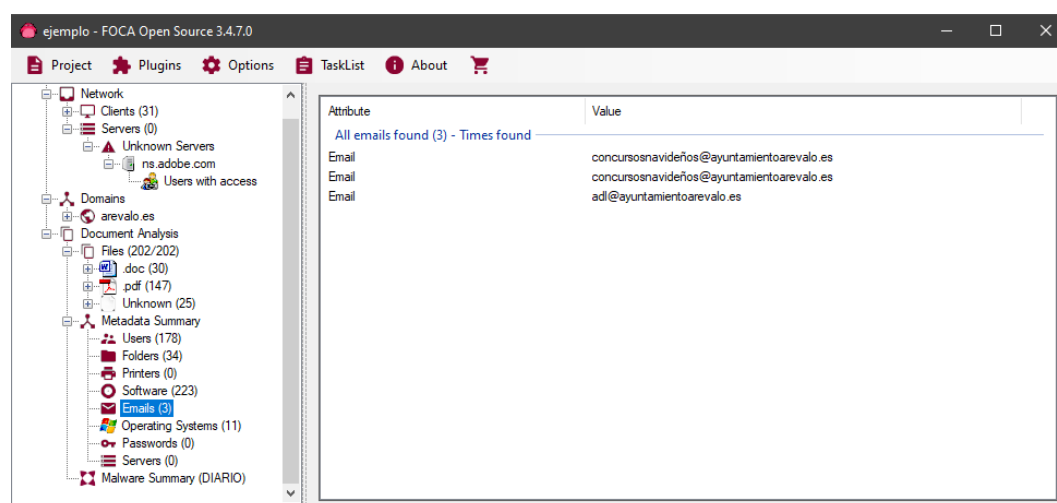 ejemplo - FOCA Open Source 3.4.7.0
Project Plugins Options TaskList About
Network
Clients (31)
Servers (0)
Unknown Servers
ns.adobe.com
Users with access
Domains
arevalo.es
Document Analysis
Files (202/202)
.doc (30)
.pdf (147)
Unknown (25)
Metadata Summary
Users (178)
Folders (34)
Printers (0)
Software (223)
Emails (3)
Operating Systems (11)
Passwords (0)
Servers (0)
Malware Summary (DIARIO)
Attribute Value
All emails found (3) - Times found
Email concursosnavideños@ayuntamientoarevalo.es
Email concursosnavideños@ayuntamientoarevalo.es
Email adl@ayuntamientoarevalo.es